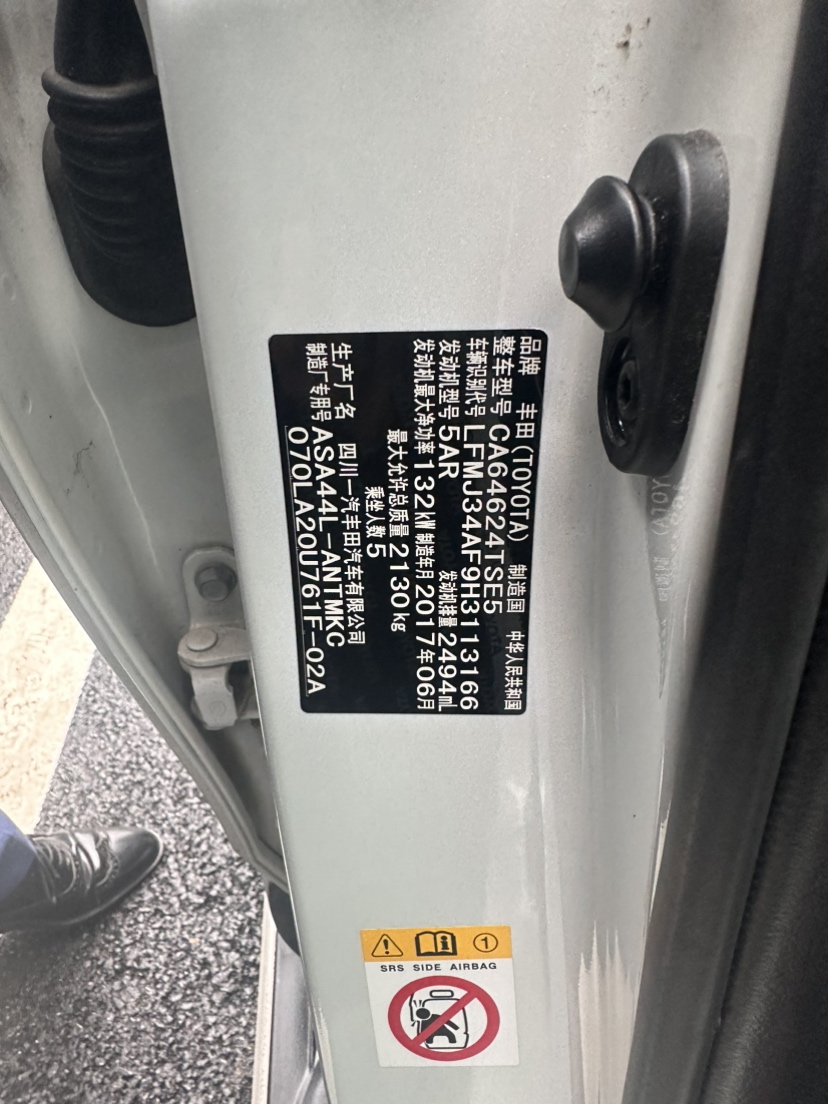 品牌 丰田(TOYOTA) 制造国 中华人民共和国
整车型号 CA64624TSE5
车辆识别代号 LFMJ34AF9H3113166
发动机型号 5AR 发动机排量 2494mL
发动机最大净功率 132kW 制造年月 2017年06月
最大允许总质量 2130kg
乘坐人数 5
生产厂名 四川一汽丰田汽车有限公司
制造厂专用号 ASA44L-ANTMKC
070LA20U761F-02A
1
SRS SIDE AIRBAG